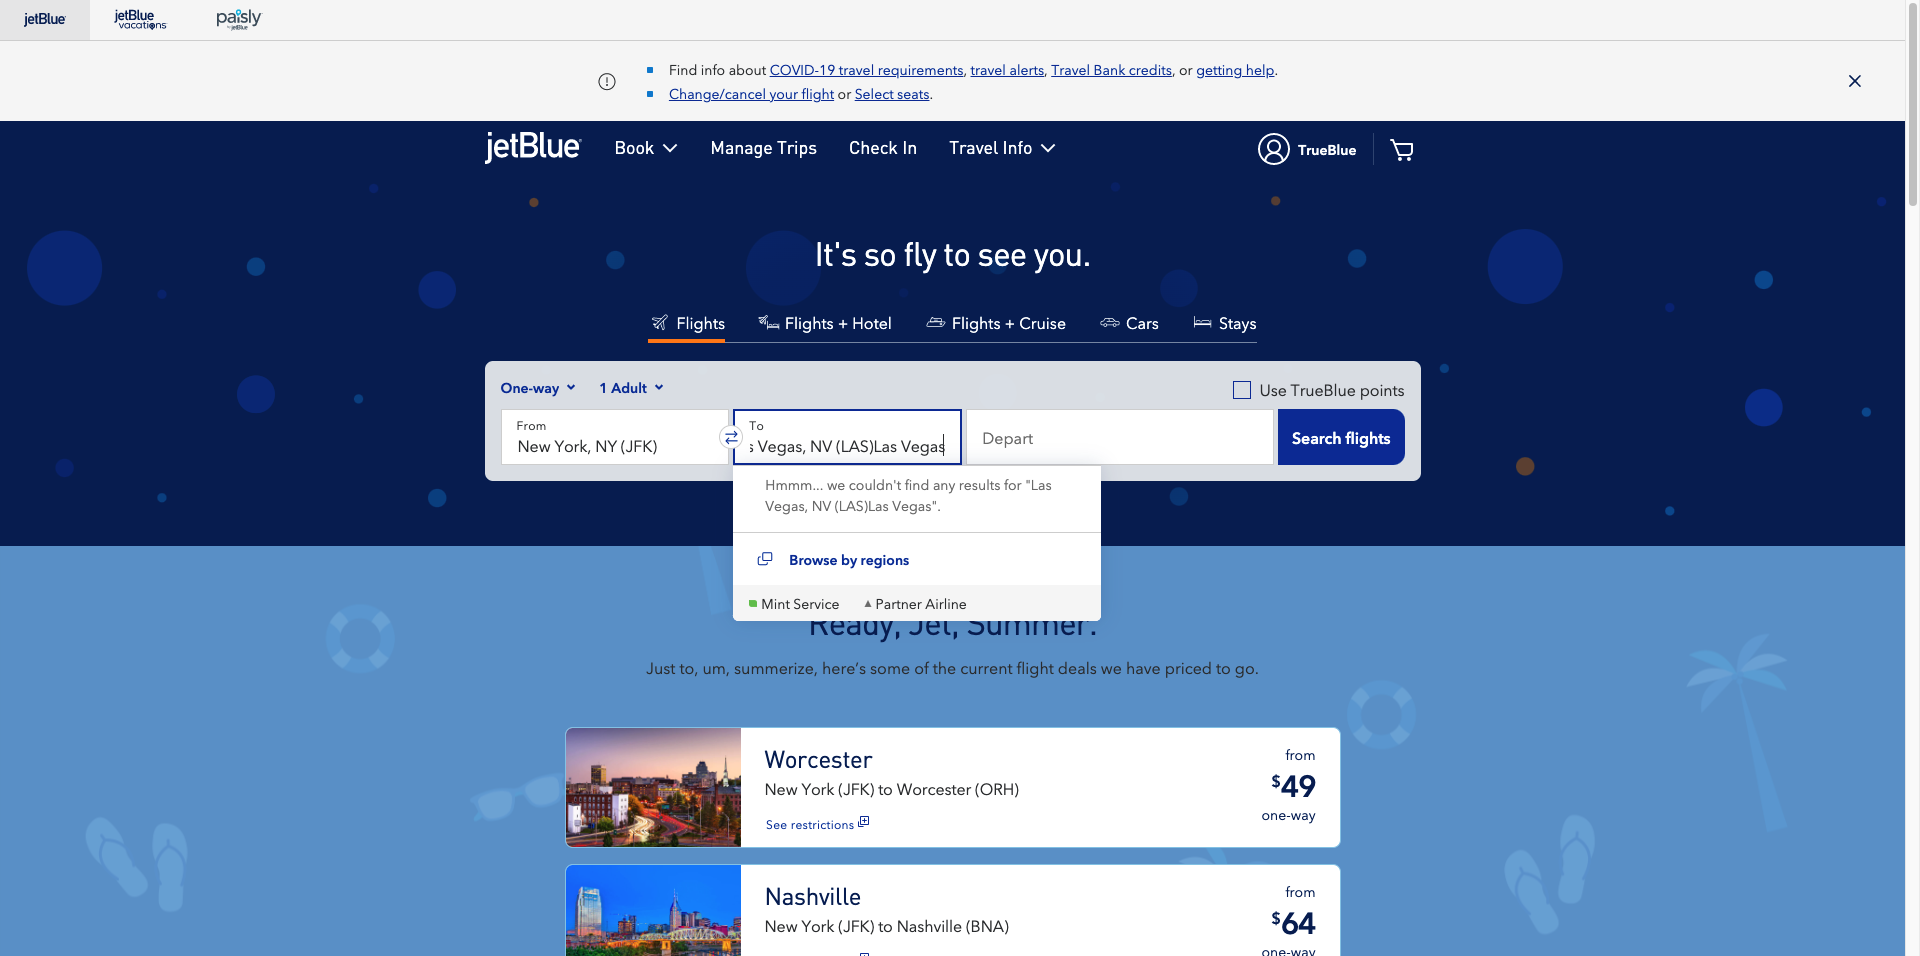 jetBlue
jetBlue vacations
paisly by jetBlue
Find info about COVID-19 travel requirements, travel alerts, Travel Bank credits, or getting help.
Change/cancel your flight or Select seats.
jetBlue
Book
Manage Trips
Check In
Travel Info
TrueBlue
It's so fly to see you.
Flights
Flights + Hotel
Flights + Cruise
Cars
Stays
One-way
1 Adult
Use TrueBlue points
From
New York, NY (JFK)
To
s Vegas, NV (LAS)Las Vegas
Depart
Search flights
Hmmm... we couldn't find any results for "Las
Vegas, NV (LAS)Las Vegas".
Browse by regions
Mint Service
Partner Airline
Ready, Jet, Summer.
Just to, um, summerize, here’s some of the current flight deals we have priced to go.
Worcester
New York (JFK) to Worcester (ORH)
See restrictions
from
$49
one-way
Nashville
New York (JFK) to Nashville (BNA)
from
$64
one-way